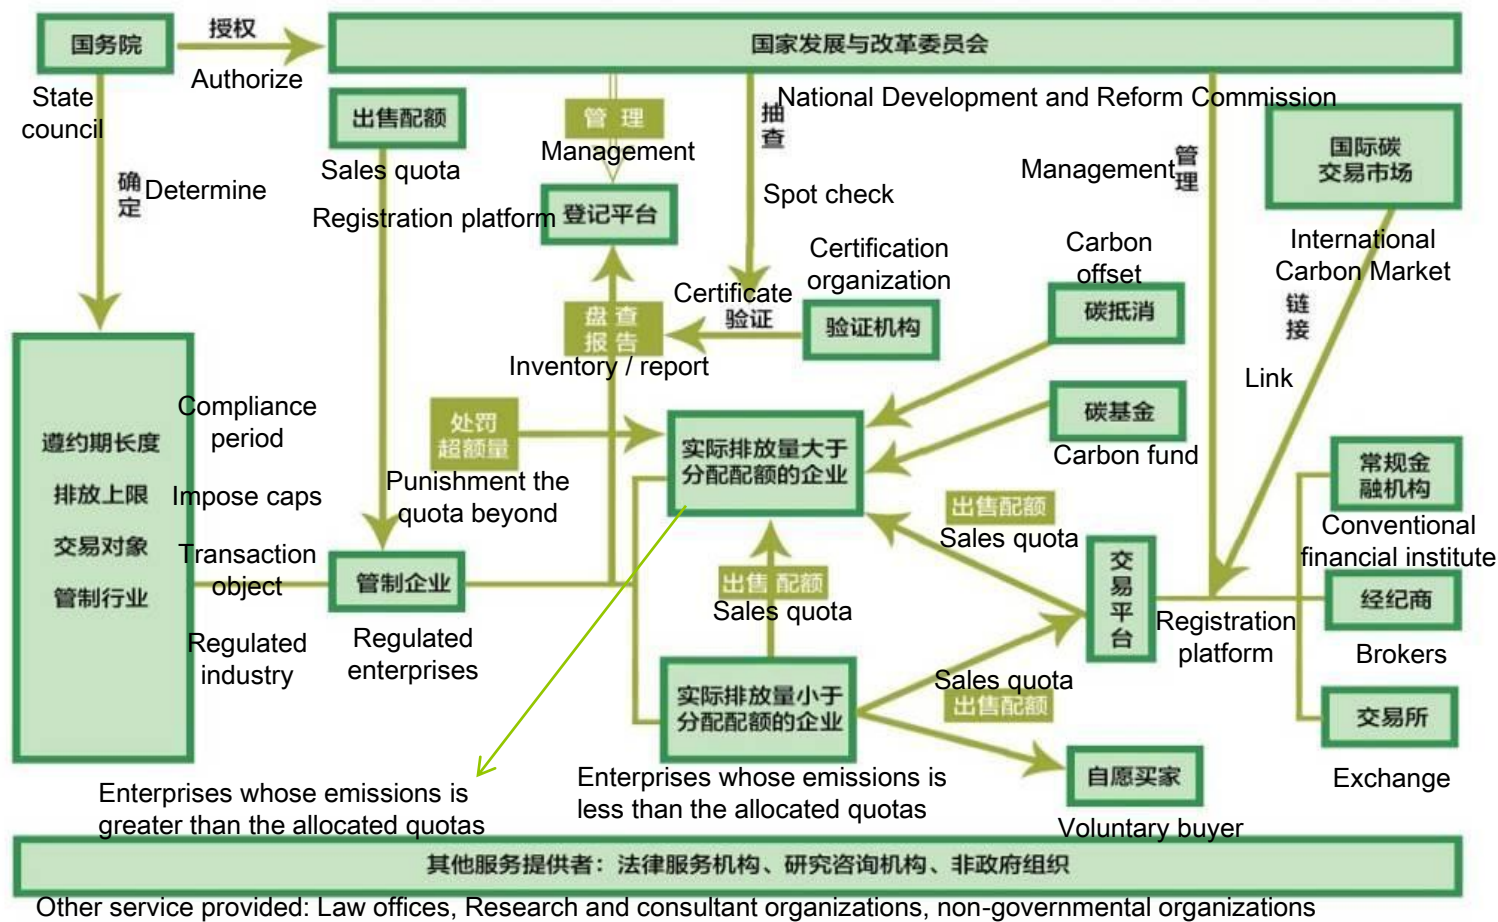 国务院
授权
国家发展与改革委员会
Authorize
State
council
National Development and Reform Commission
出售配额
管 理
抽
查
Management
Sales quota
Management
管
理
国际碳
交易市场
确
定
Determine
Spot check
Registration platform
登记平台
Certification
organization
Carbon
offset
International
Carbon Market
Certificate
验证
盘 查
报 告
验证机构
碳抵消
链
接
Inventory / report
Link
Compliance
period
处罚
超额量
实际排放量大于
分配配额的企业
碳基金
Carbon fund
遵约期长度
排放上限
交易对象
管制行业
Impose caps
Transaction
object
Regulated
industry
Punishment the
quota beyond
出售配额
Sales quota
常规金
融机构
Conventional
financial institute
管制企业
Regulated
enterprises
出售 配额
Sales quota
交
易
平
台
Registration
platform
经纪商
Brokers
实际排放量小于
分配配额的企业
Sales quota
出售配额
交易所
Exchange
自愿买家
Voluntary buyer
Enterprises whose emissions is
greater than the allocated quotas
Enterprises whose emissions is
less than the allocated quotas
其他服务提供者：法律服务机构、研究咨询机构、非政府组织
Other service provided: Law offices, Research and consultant organizations, non-governmental organizations